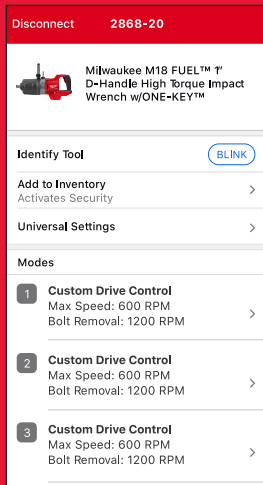 Disconnect 2868-20
Milwaukee M18 FUEL™ 1"
D-Handle High Torque Impact
Wrench w/ONE-KEY™
Identify Tool BLINK
Add to Inventory
Activates Security
Universal Settings
Modes
1 Custom Drive Control
Max Speed: 600 RPM
Bolt Removal: 1200 RPM
2 Custom Drive Control
Max Speed: 600 RPM
Bolt Removal: 1200 RPM
3 Custom Drive Control
Max Speed: 600 RPM
Bolt Removal: 1200 RPM